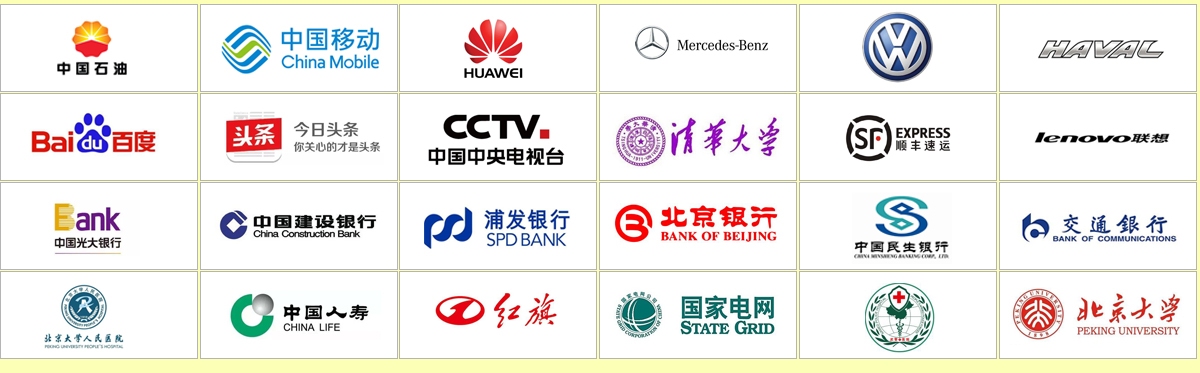 中国石油
中国移动
China Mobile
HUAWEI
Mercedes-Benz
HAVAL
Bai du 百度
头条
今日头条
你关心的才是头条
CCTV.
中国中央电视台
清华大学
SF
EXPRESS
顺丰速运
lenovo联想
Bank
中国光大银行
中国建设银行
China Construction Bank
浦发银行
SPD BANK
北京银行
BANK OF BEIJING
中国民生银行
CHINA MINSHENG BANKING CORP., LTD.
交通銀行
BANK OF COMMUNICATIONS
北京大学人民医院
PEKING UNIVERSITY PEOPLE'S HOSPITAL
中国人寿
CHINA LIFE
红旗
国家电网
STATE GRID
PEKING UNIVERSITY
1898
北京大学
PEKING UNIVERSITY